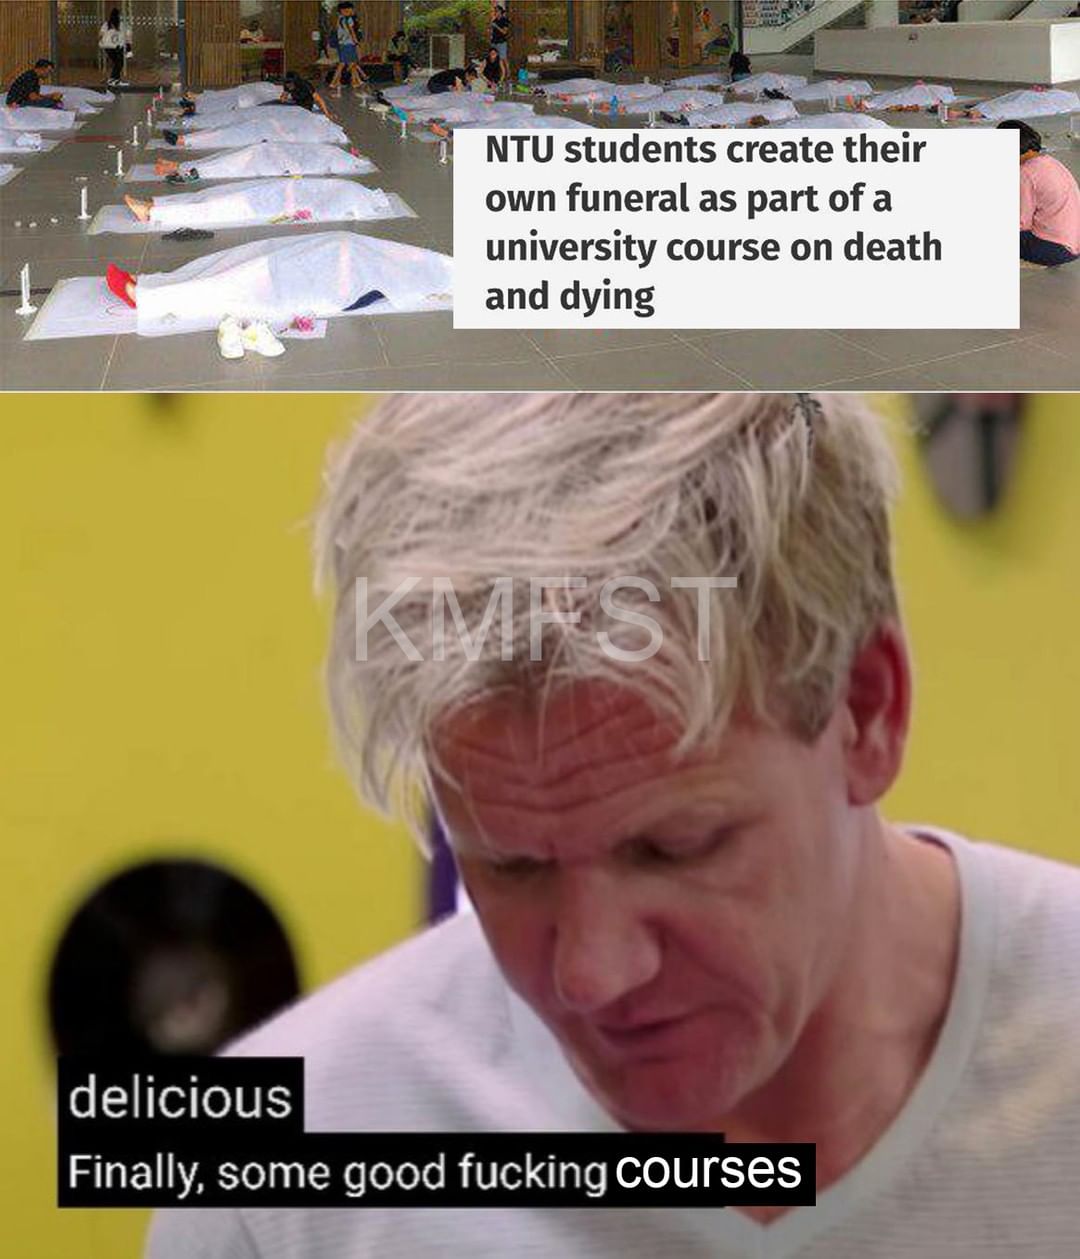 NTU students create their
own funeral as part of a
university course on death
and dying
KMFST
delicious
Finally, some good fucking courses